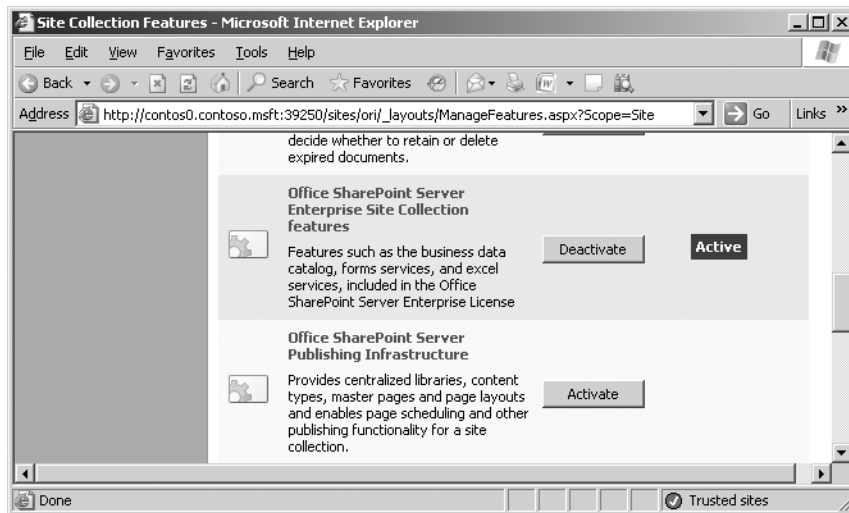 Site Collection Features - Microsoft Internet Explorer
File Edit View Favorites Tools Help
Back Search Favorites
Address http://contos0.contoso.msft:39250/sites/ori/_layouts/ManageFeatures.aspx?Scope=Site Go Links »
decide whether to retain or delete
expired documents.
Office SharePoint Server
Enterprise Site Collection
features
Features such as the business data
catalog, forms services, and excel
services, included in the Office
SharePoint Server Enterprise License
Deactivate Active
Office SharePoint Server
Publishing Infrastructure
Provides centralized libraries, content
types, master pages and page layouts
and enables page scheduling and other
publishing functionality for a site
collection.
Activate
Done Trusted sites